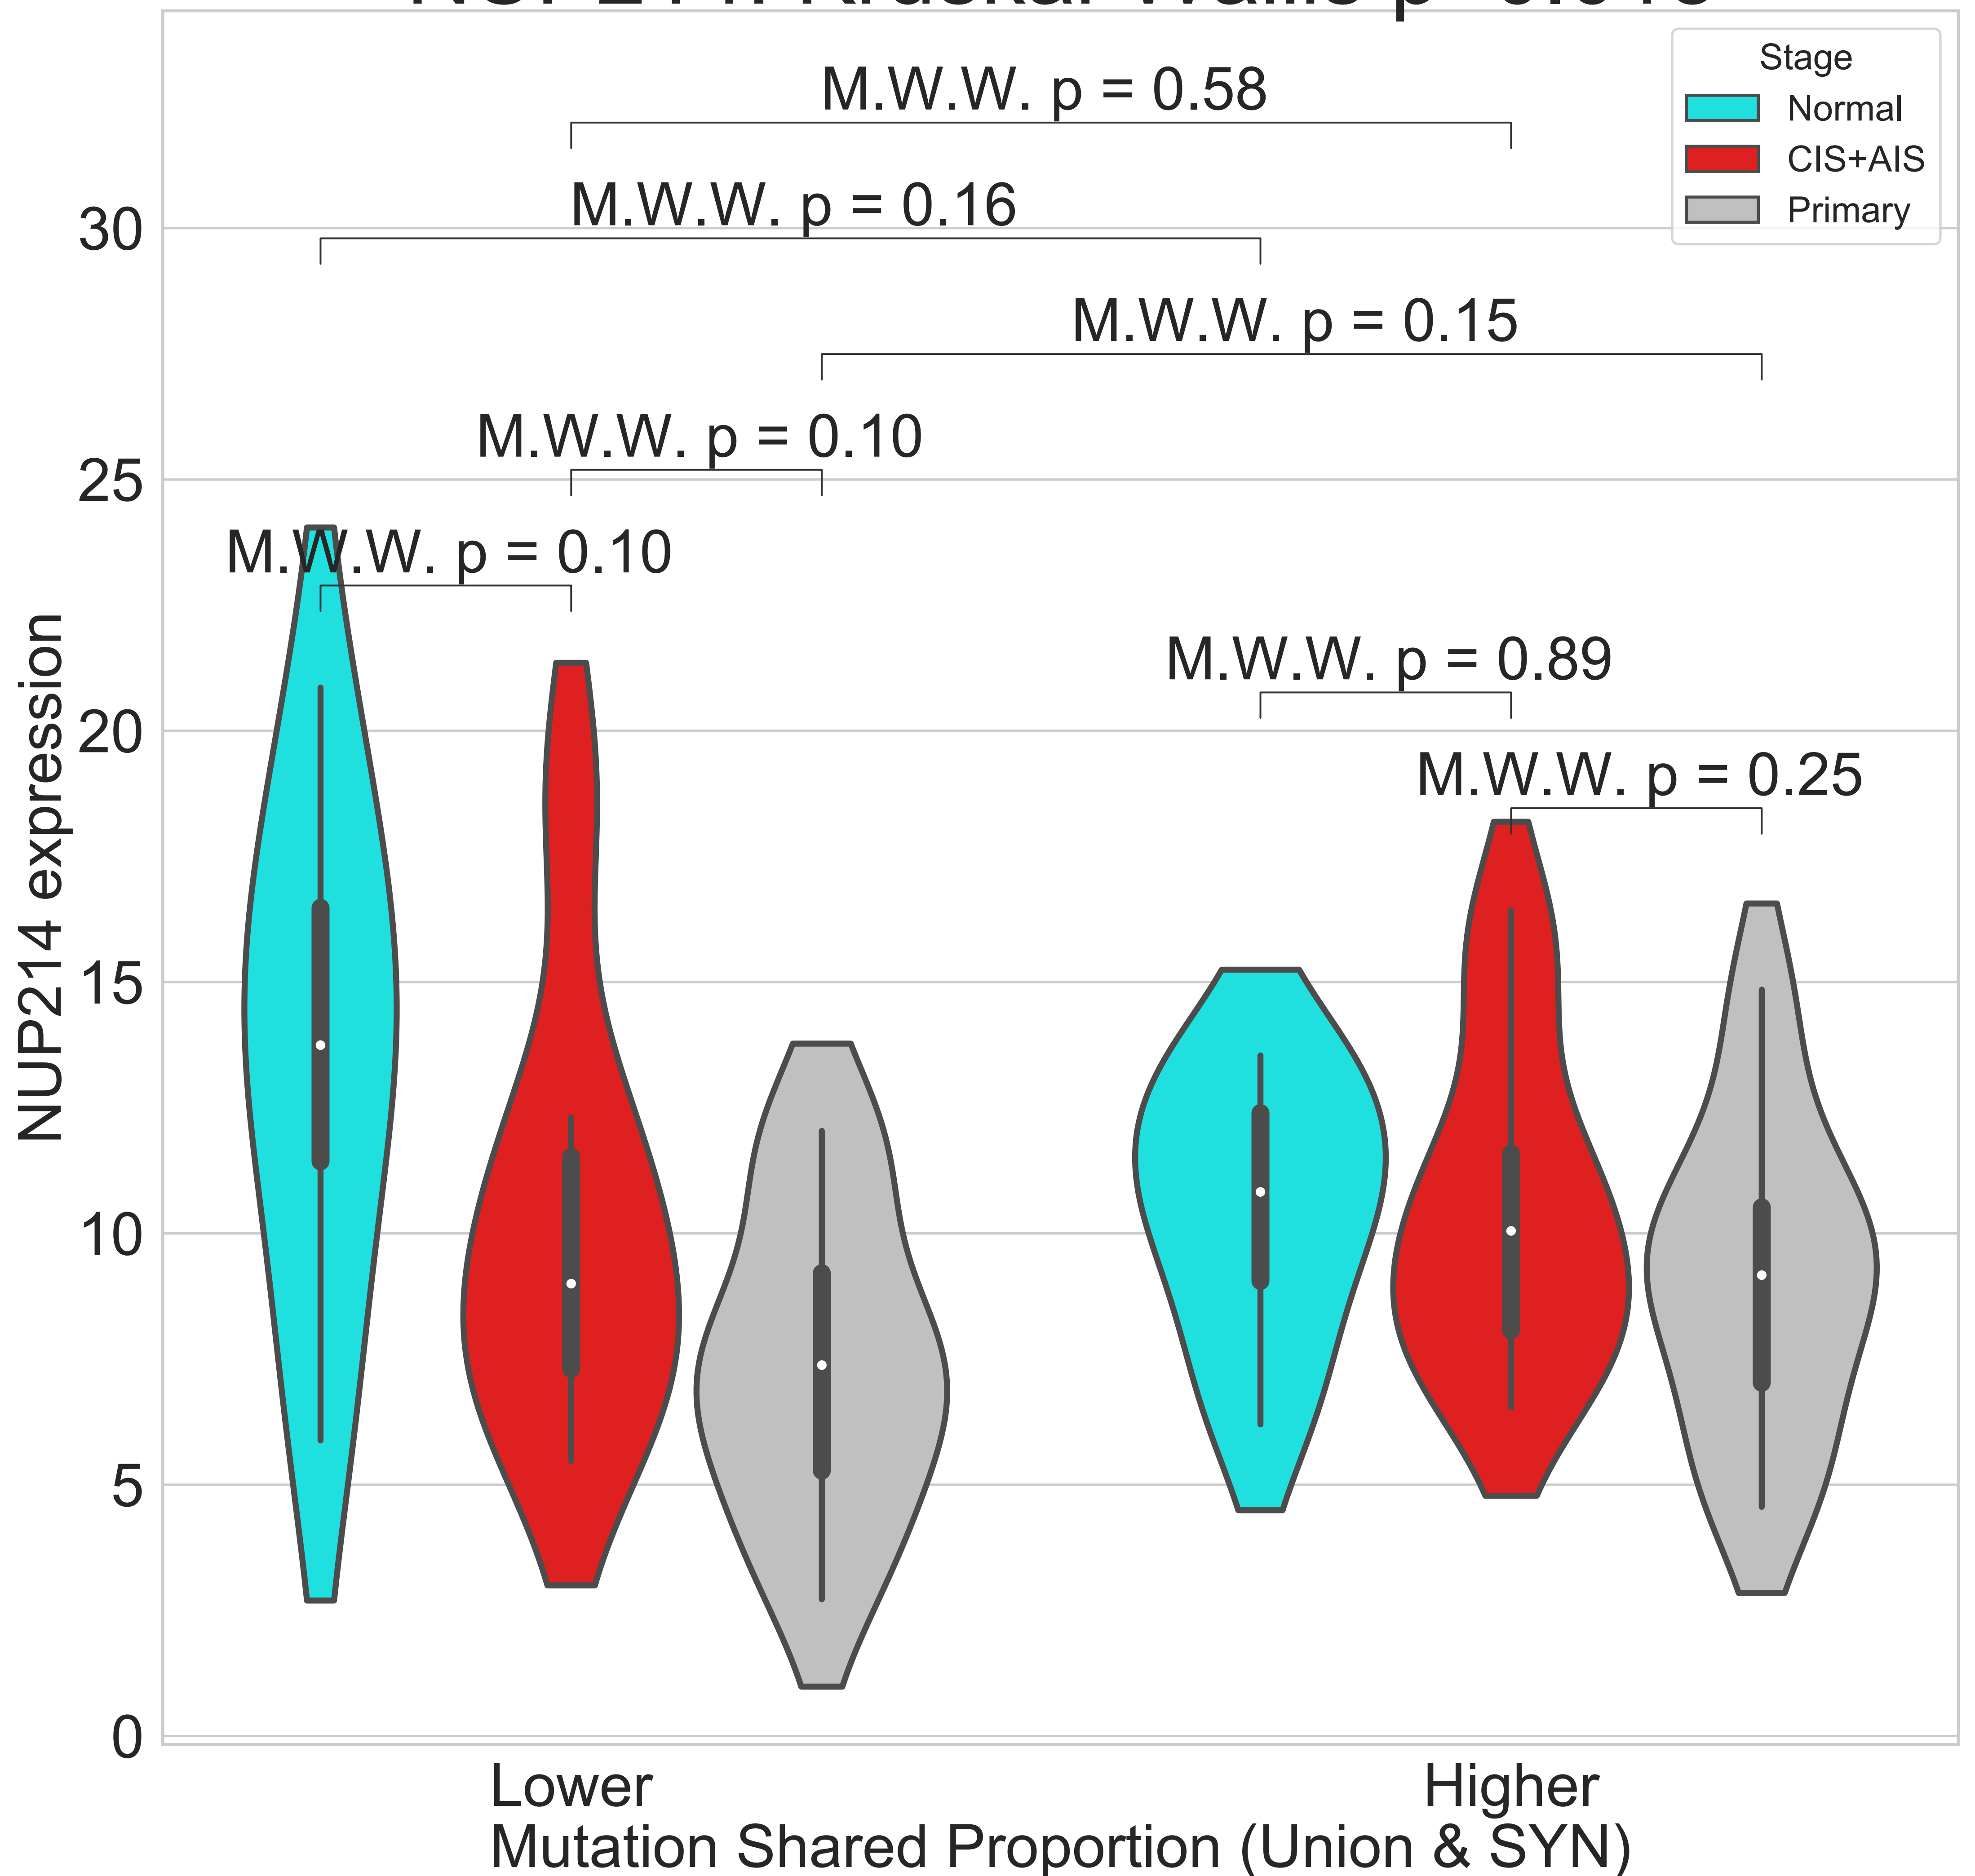 Stage
Normal
CIS+AIS
Primary
M.W.W. p = 0.58
M.W.W. p = 0.16
M.W.W. p = 0.15
M.W.W. p = 0.10
M.W.W. p = 0.10
M.W.W. p = 0.89
M.W.W. p = 0.25
30
25
20
15
10
5
0
NUP214 expression
Lower
Higher
Mutation Shared Proportion (Union & SYN)